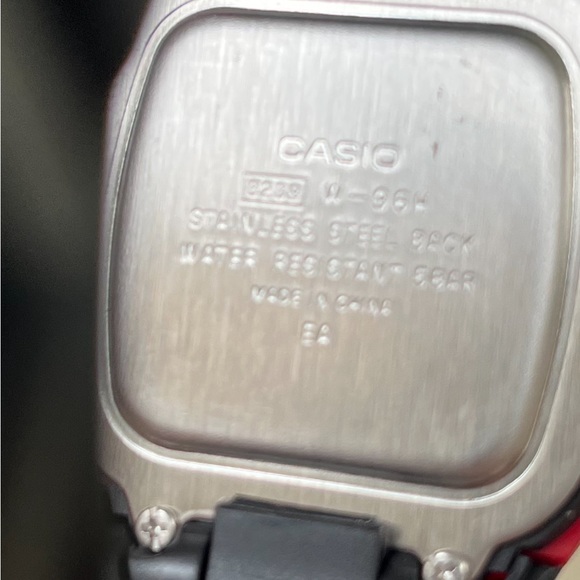 CASIO
3239 W-96H
STAINLESS STEEL BACK
WATER RESISTANT 5BAR
MADE IN CHINA
EA